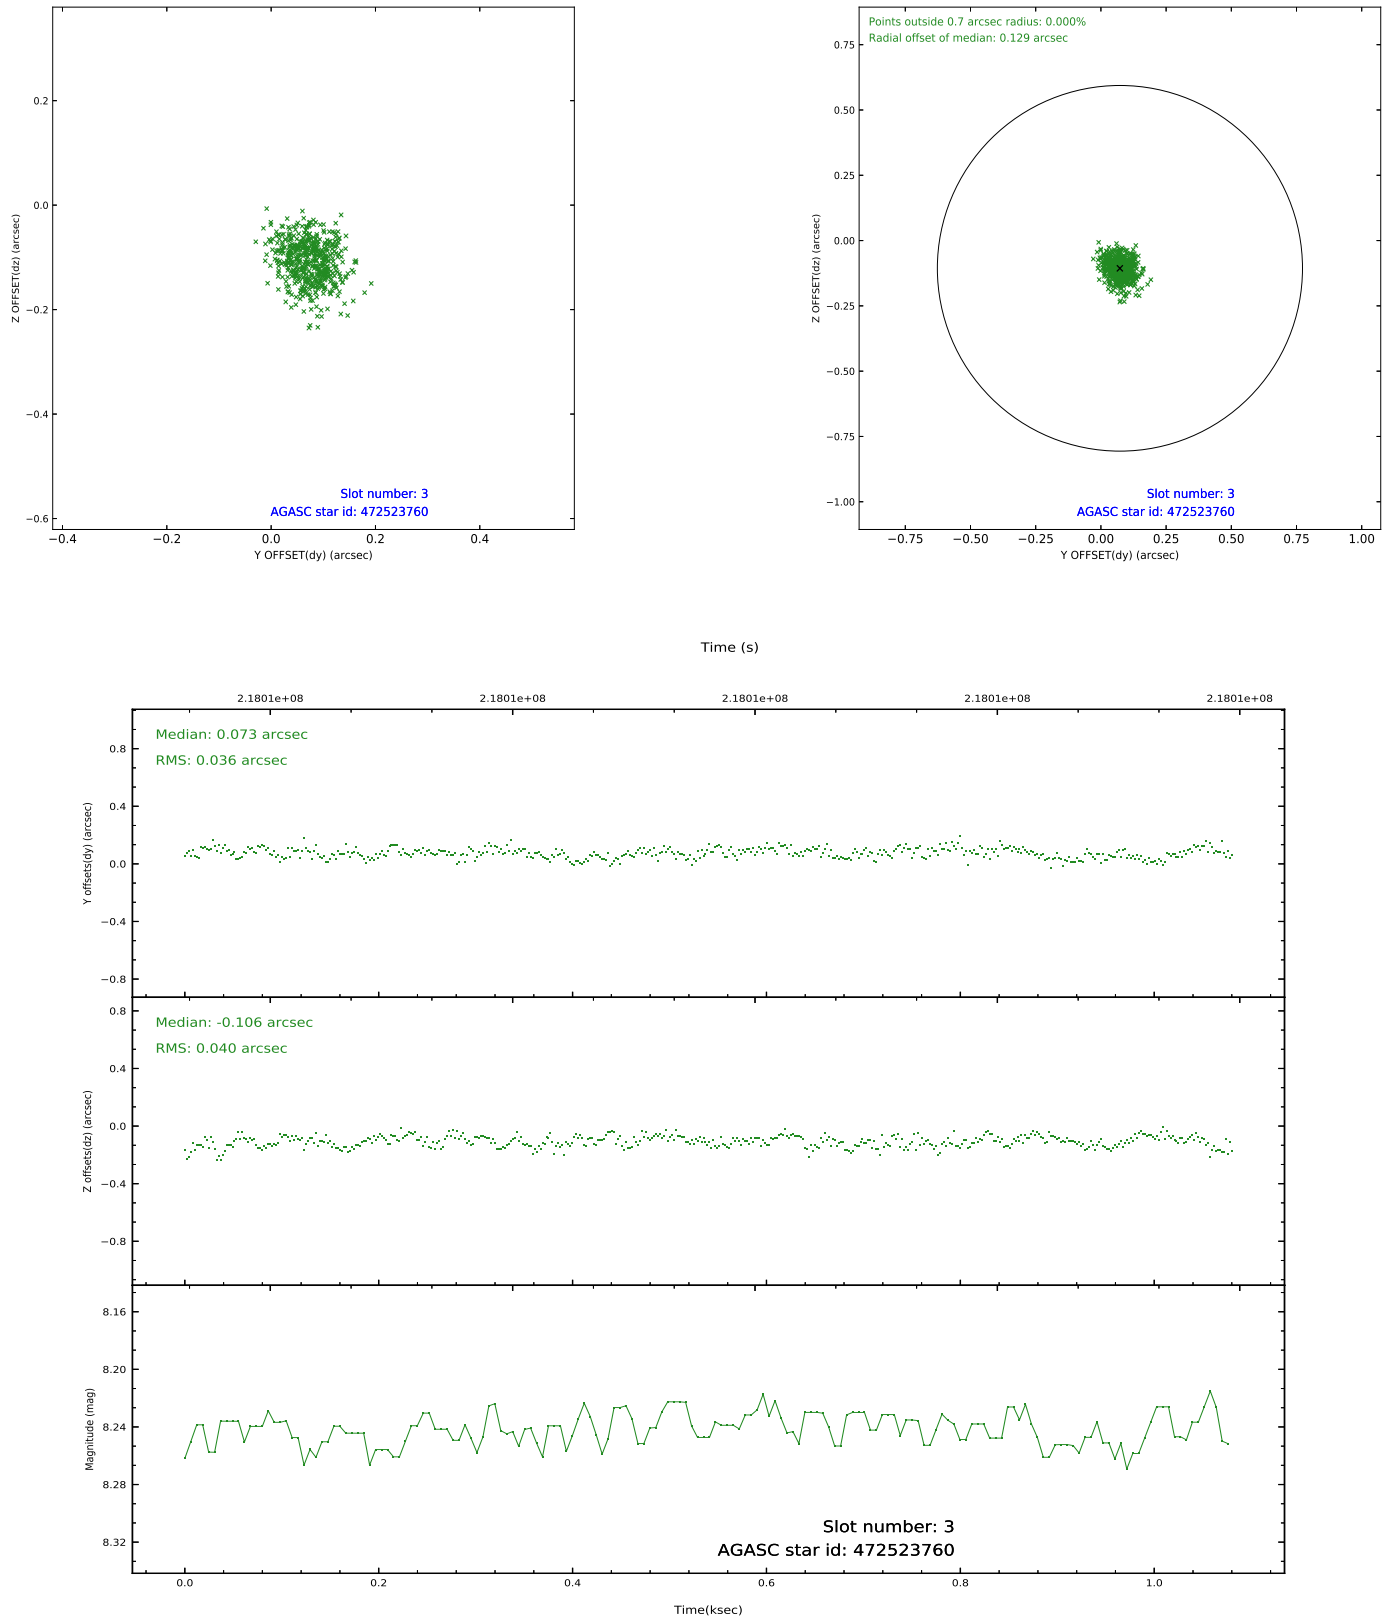 0.2
0.0
−0.2
−0.4
−0.6
Z OFFSET(dz) (arcsec)
Slot number: 3
AGASC star id: 472523760
−0.4 −0.2 0.0 0.2 0.4
Y OFFSET(dy) (arcsec)
Points outside 0.7 arcsec radius: 0.000%
Radial offset of median: 0.129 arcsec
0.75
0.50
0.25
0.00
−0.25
−0.50
−0.75
−1.00
Z OFFSET(dz) (arcsec)
Slot number: 3
AGASC star id: 472523760
−0.75 −0.50 −0.25 0.00 0.25 0.50 0.75 1.00
Y OFFSET(dy) (arcsec)
Time (s)
2.1801e+08 2.1801e+08 2.1801e+08 2.1801e+08 2.1801e+08
Median: 0.073 arcsec
RMS: 0.036 arcsec
0.8
0.4
0.0
−0.4
−0.8
Y offsets(dy) (arcsec)
Median: -0.106 arcsec
RMS: 0.040 arcsec
0.8
0.4
0.0
−0.4
−0.8
Z offsets(dz) (arcsec)
8.16
8.20
8.24
8.28
8.32
Magnitude (mag)
Slot number: 3
AGASC star id: 472523760
0.0 0.2 0.4 0.6 0.8 1.0
Time(ksec)